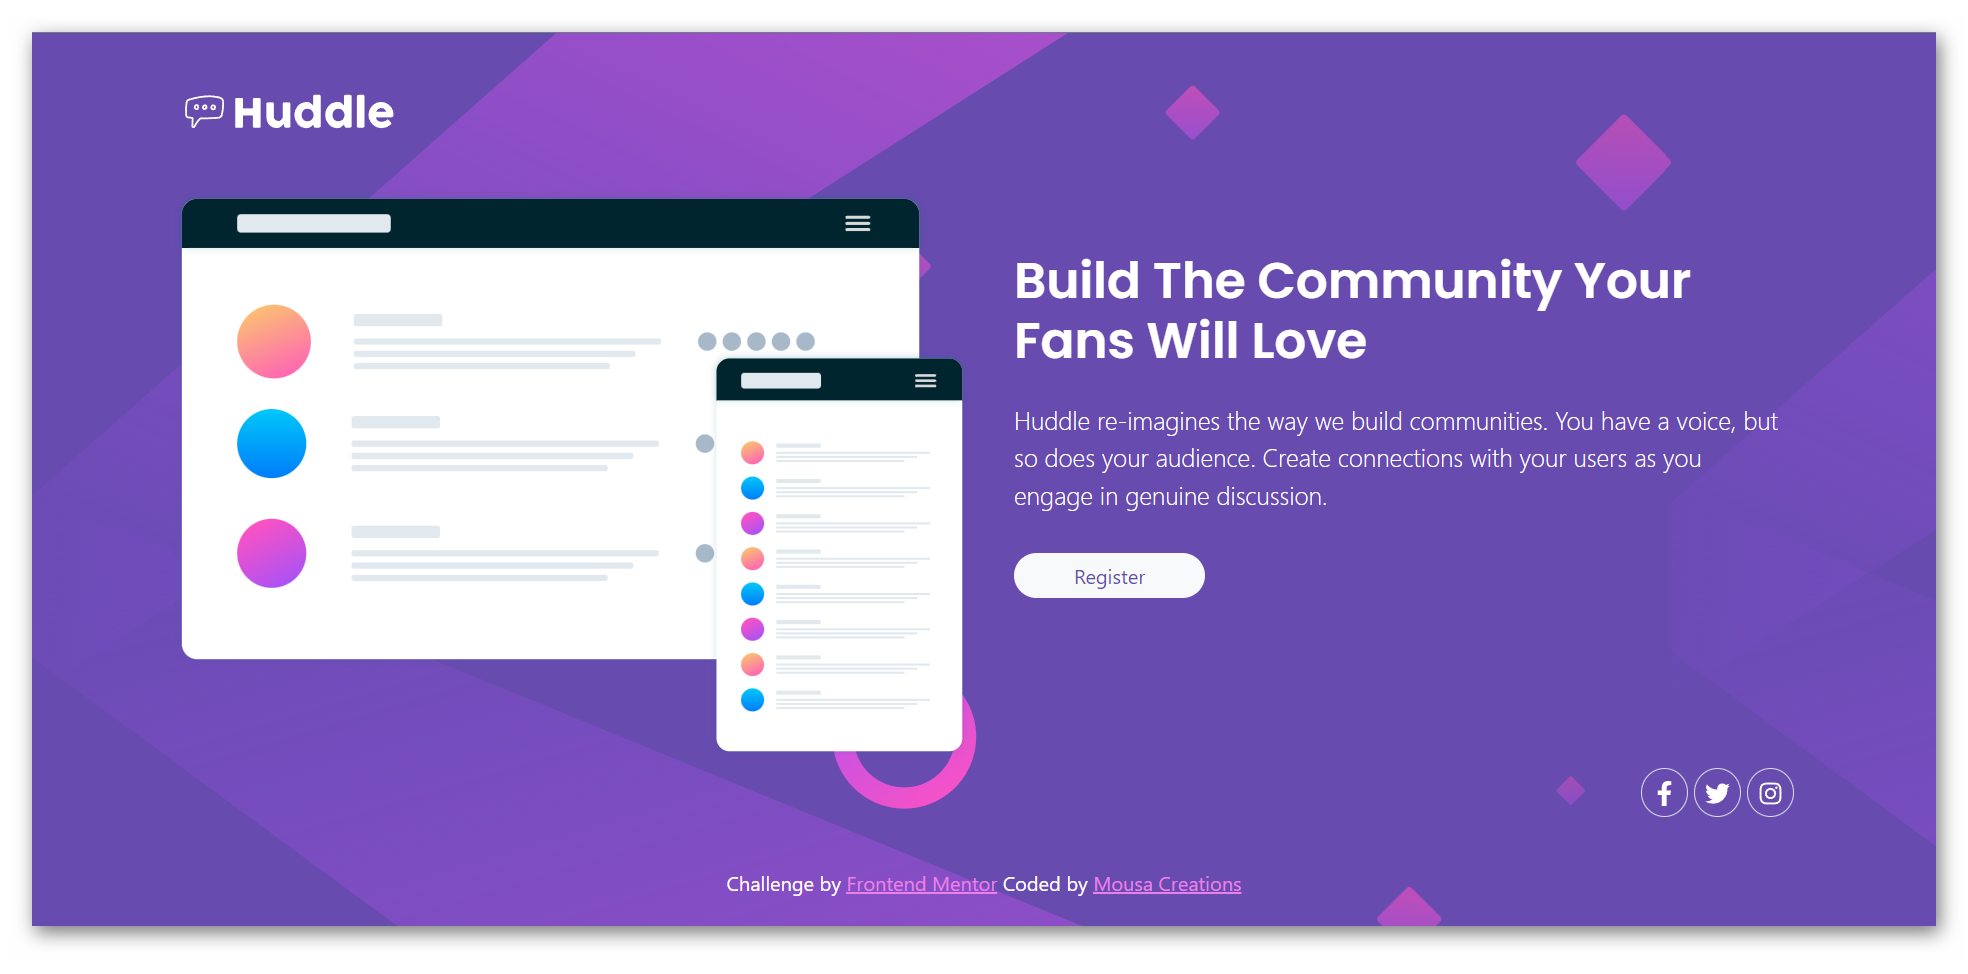 Huddle
Build The Community Your
Fans Will Love
Huddle re-imagines the way we build communities. You have a voice, but
so does your audience. Create connections with your users as you
engage in genuine discussion.
Register
Challenge by Frontend Mentor Coded by Mousa Creations